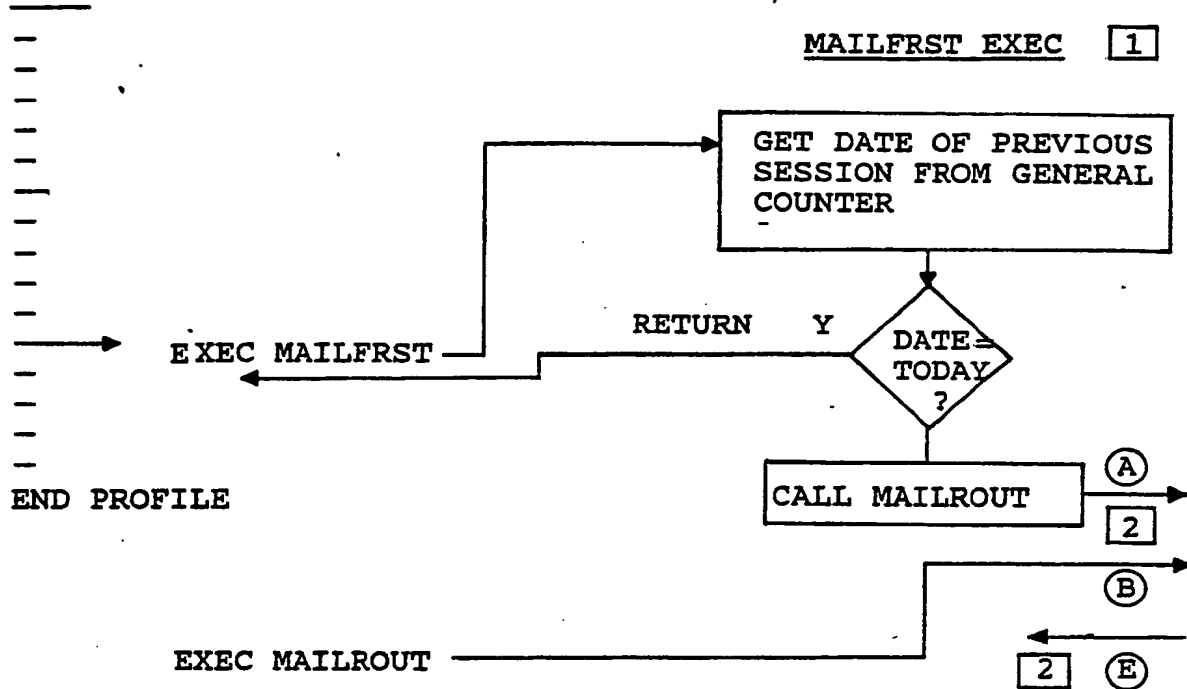 MAILFRST EXEC 1
GET DATE OF PREVIOUS
SESSION FROM GENERAL
COUNTER
RETURN Y
DATE=
TODAY
?
EXEC MAILFRST
CALL MAILROUT
A
2
END PROFILE
B
EXEC MAILROUT
2 E